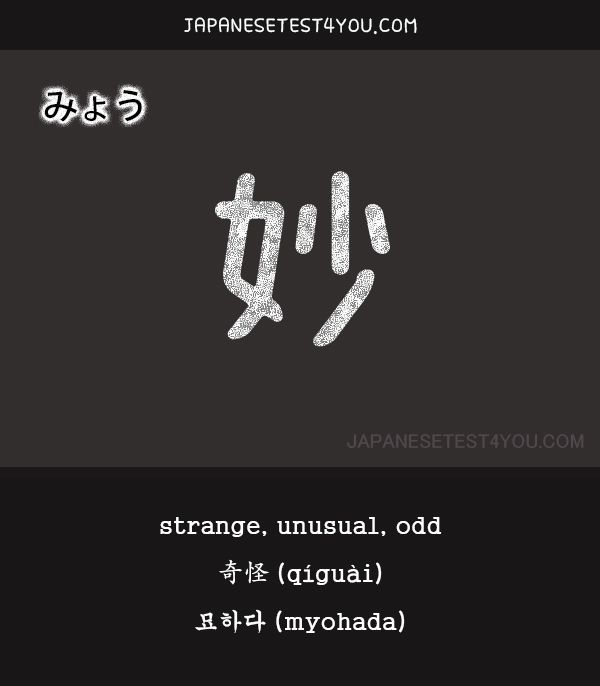 JAPANESETEST4YOU.COM
みょう
妙
JAPANESETEST4YOU.COM
strange, unusual, odd
奇怪 (qíguài)
묘하다 (myohada)